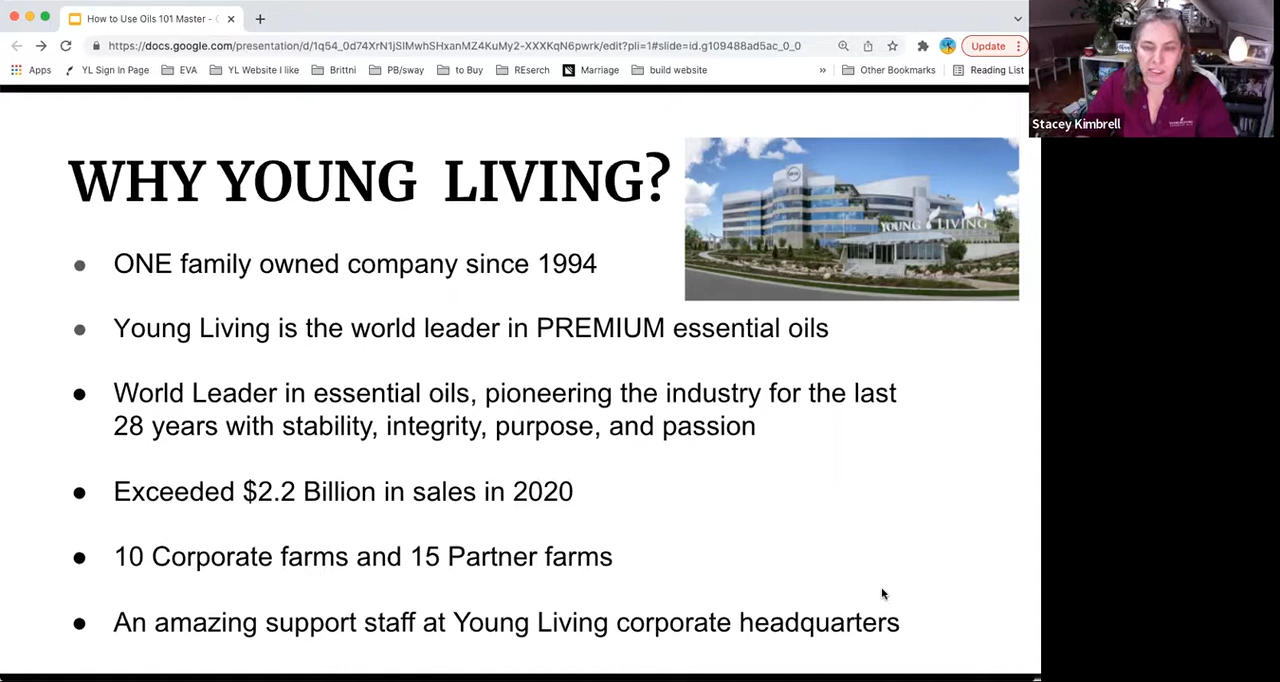 How to Use Oils 101 Master -
https://docs.google.com/presentation/d/1q54_0d74XrN1jSIMwhSHxanMZ4KuMy2-XXXKqN6pwrk/edit?pli=1#slide=id.g109488ad5ac_0_0
Update
Apps YL Sign In Page EVA YL Website I like Brittni PB/sway to Buy REserch Marriage build website » Other Bookmarks Reading List
Stacey Kimbrell
WHY YOUNG LIVING?
YOUNG LIVING
ONE family owned company since 1994
Young Living is the world leader in PREMIUM essential oils
World Leader in essential oils, pioneering the industry for the last
28 years with stability, integrity, purpose, and passion
Exceeded $2.2 Billion in sales in 2020
10 Corporate farms and 15 Partner farms
An amazing support staff at Young Living corporate headquarters